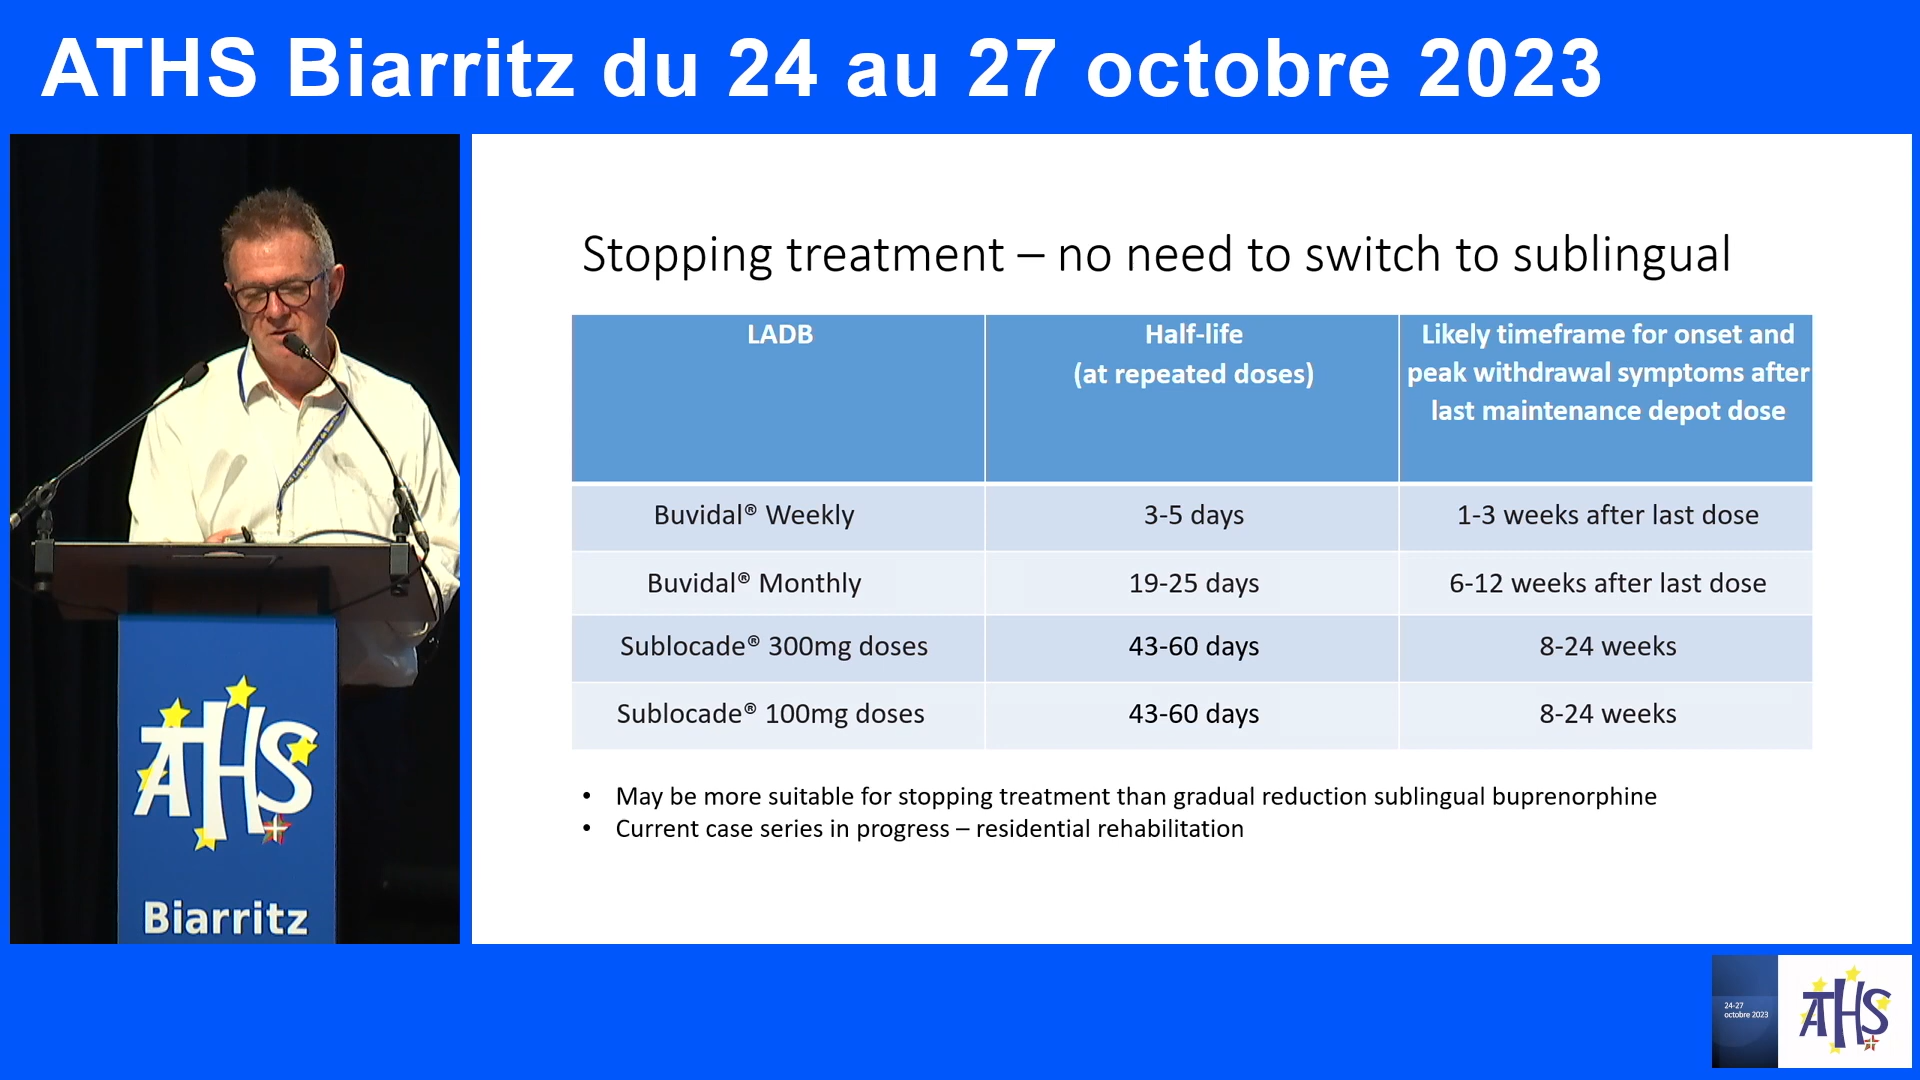 ATHS Biarritz du 24 au 27 octobre 2023
Stopping treatment – no need to switch to sublingual
LADB
Half-life
(at repeated doses)
Likely timeframe for onset and
peak withdrawal symptoms after
last maintenance depot dose
Buvidal® Weekly
3-5 days
1-3 weeks after last dose
Buvidal® Monthly
19-25 days
6-12 weeks after last dose
Sublocade® 300mg doses
43-60 days
8-24 weeks
Sublocade® 100mg doses
43-60 days
8-24 weeks
• May be more suitable for stopping treatment than gradual reduction sublingual buprenorphine
• Current case series in progress – residential rehabilitation
ATHS
Biarritz
24-27
octobre 2023
ATHS